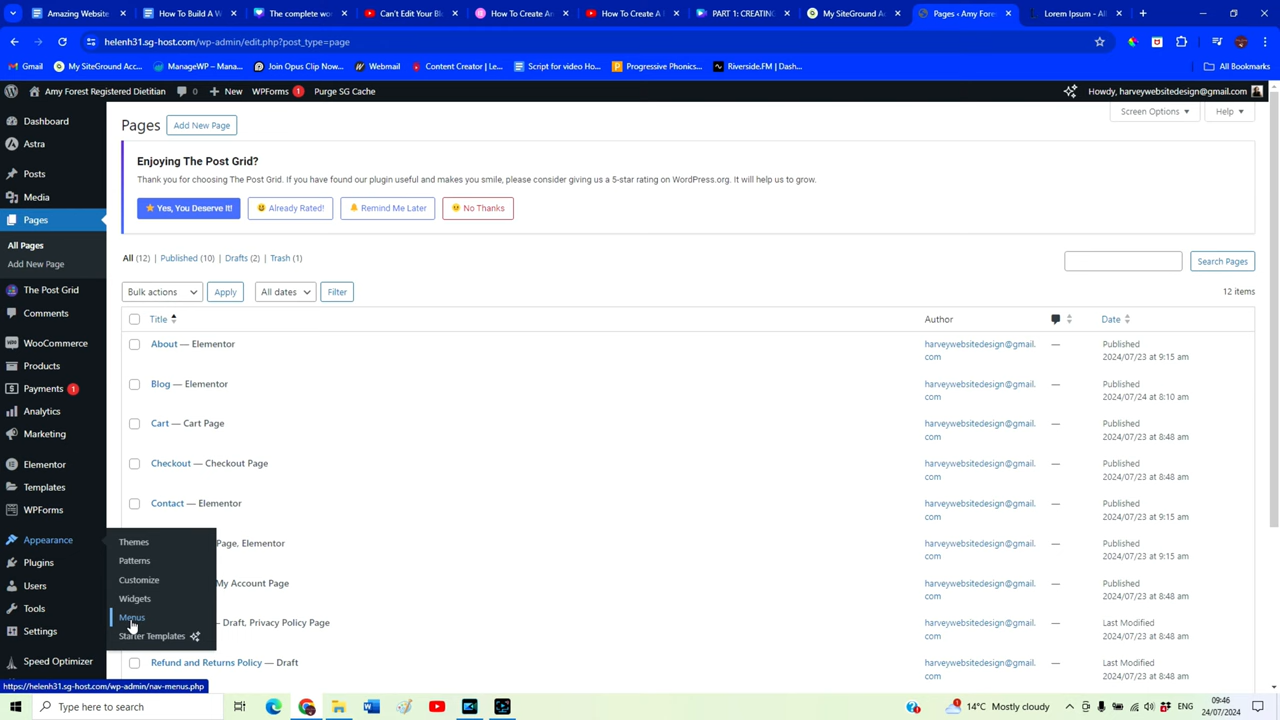 Amazing Website
How To Build A W
The complete wo
Can't Edit Your Bl
How To Create An
How To Create A
PART 1: CREATING
My SiteGround Ac
Pages ‹ Amy Fore
Lorem Ipsum - All
helenh31.sg-host.com/wp-admin/edit.php?post_type=page
Gmail
My SiteGround Acc...
ManageWP – Mana...
Join Opus Clip Now...
Webmail
Content Creator | Le...
Script for video Ho...
Progressive Phonics...
Riverside.FM | Dash...
All Bookmarks
Amy Forest Registered Dietitian
0
New
WPForms 1
Purge SG Cache
Howdy, harveywebsitedesign@gmail.com
Dashboard
Astra
Posts
Media
Pages
All Pages
Add New Page
The Post Grid
Comments
WooCommerce
Products
Payments 1
Analytics
Marketing
Elementor
Templates
WPForms
Appearance
Plugins
Users
Tools
Settings
Speed Optimizer
Themes
Patterns
Customize
Widgets
Menus
Starter Templates
Screen Options
Help
Pages
Add New Page
Enjoying The Post Grid?
Thank you for choosing The Post Grid. If you have found our plugin useful and makes you smile, please consider giving us a 5-star rating on WordPress.org. It will help us to grow.
Yes, You Deserve It!
Already Rated!
Remind Me Later
No Thanks
All (12) | Published (10) | Drafts (2) | Trash (1)
Search Pages
Bulk actions
Apply
All dates
Filter
12 items
Title
Author
Date
About — Elementor
harveywebsitedesign@gmail.
com
—
Published
2024/07/23 at 9:15 am
Blog — Elementor
harveywebsitedesign@gmail.
com
—
Published
2024/07/24 at 8:10 am
Cart — Cart Page
harveywebsitedesign@gmail.
com
—
Published
2024/07/23 at 8:48 am
Checkout — Checkout Page
harveywebsitedesign@gmail.
com
—
Published
2024/07/23 at 8:48 am
Contact — Elementor
harveywebsitedesign@gmail.
com
—
Published
2024/07/23 at 9:15 am
Page, Elementor
harveywebsitedesign@gmail.
com
—
Published
2024/07/23 at 9:15 am
My Account Page
harveywebsitedesign@gmail.
com
—
Published
2024/07/23 at 8:48 am
— Draft, Privacy Policy Page
harveywebsitedesign@gmail.
com
—
Last Modified
2024/07/23 at 8:48 am
Refund and Returns Policy — Draft
harveywebsitedesign@gmail.
—
Last Modified
https://helenh31.sg-host.com/wp-admin/nav-menus.php
Type here to search
14°C Mostly cloudy
ENG
09:46
24/07/2024